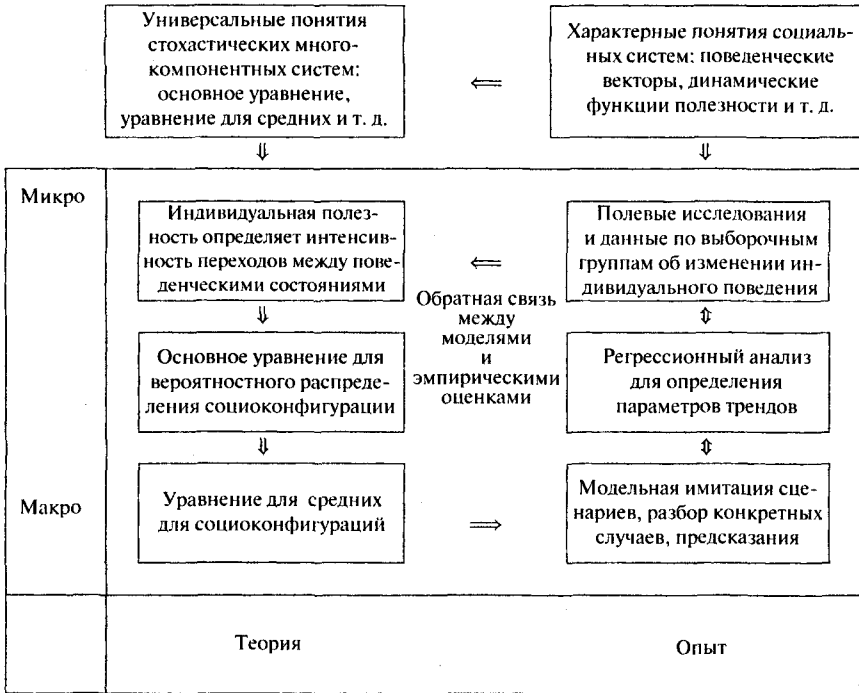 Универсальные понятия
стохастических много-
компонентных систем:
основное уравнение,
уравнение для средних и т. д.
⇐
Характерные понятия социаль-
ных систем: поведенческие
векторы, динамические
функции полезности и т. д.
⇓
⇓
Микро
Индивидуальная полез-
ность определяет интенсив-
ность переходов между пове-
денческими состояниями
⇐
Полевые исследования
и данные по выборочным
группам об изменении ин-
дивидуального поведения
⇓
Обратная связь
между
моделями
и
эмпирическими
оценками
⇕
Основное уравнение для
вероятностного распреде-
ления социоконфигурации
Регрессионный анализ
для определения
параметров трендов
⇓
⇕
Макро
Уравнение для средних
для социоконфигураций
⇒
Модельная имитация сце-
нариев, разбор конкретных
случаев, предсказания
Теория
Опыт